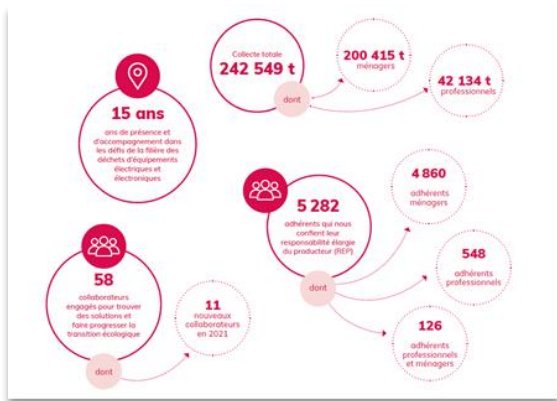 Collecte totale
242 549 t
dont
200 415 t
ménagers
42 134 t
professionnels
15 ans
ans de présence et
d'accompagnement dans
les défis de la filière des
déchets d'équipements
électriques et
électroniques
5 282
adhérents qui nous
confient leur
responsabilité élargie
du producteur (REP)
dont
4 860
adhérents
ménagers
548
adhérents
professionnels
126
adhérents
professionnels
et ménagers
58
collaborateurs
engagés pour trouver
des solutions et
faire progresser la
transition écologique
dont
11
nouveaux
collaborateurs
en 2021